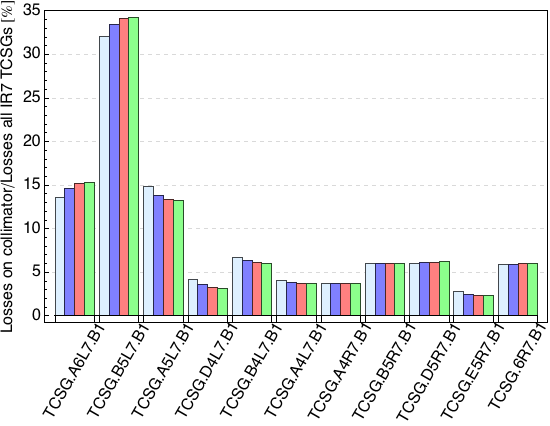 Losses on collimator/Losses all IR7 TCSGs [%]
35
30
25
20
15
10
5
0
TCSG.A6L7.B1
TCSG.B5L7.B1
TCSG.A5L7.B1
TCSG.D4L7.B1
TCSG.B4L7.B1
TCSG.A4L7.B1
TCSG.A4R7.B1
TCSG.B5R7.B1
TCSG.D5R7.B1
TCSG.E5R7.B1
TCSG.6R7.B1